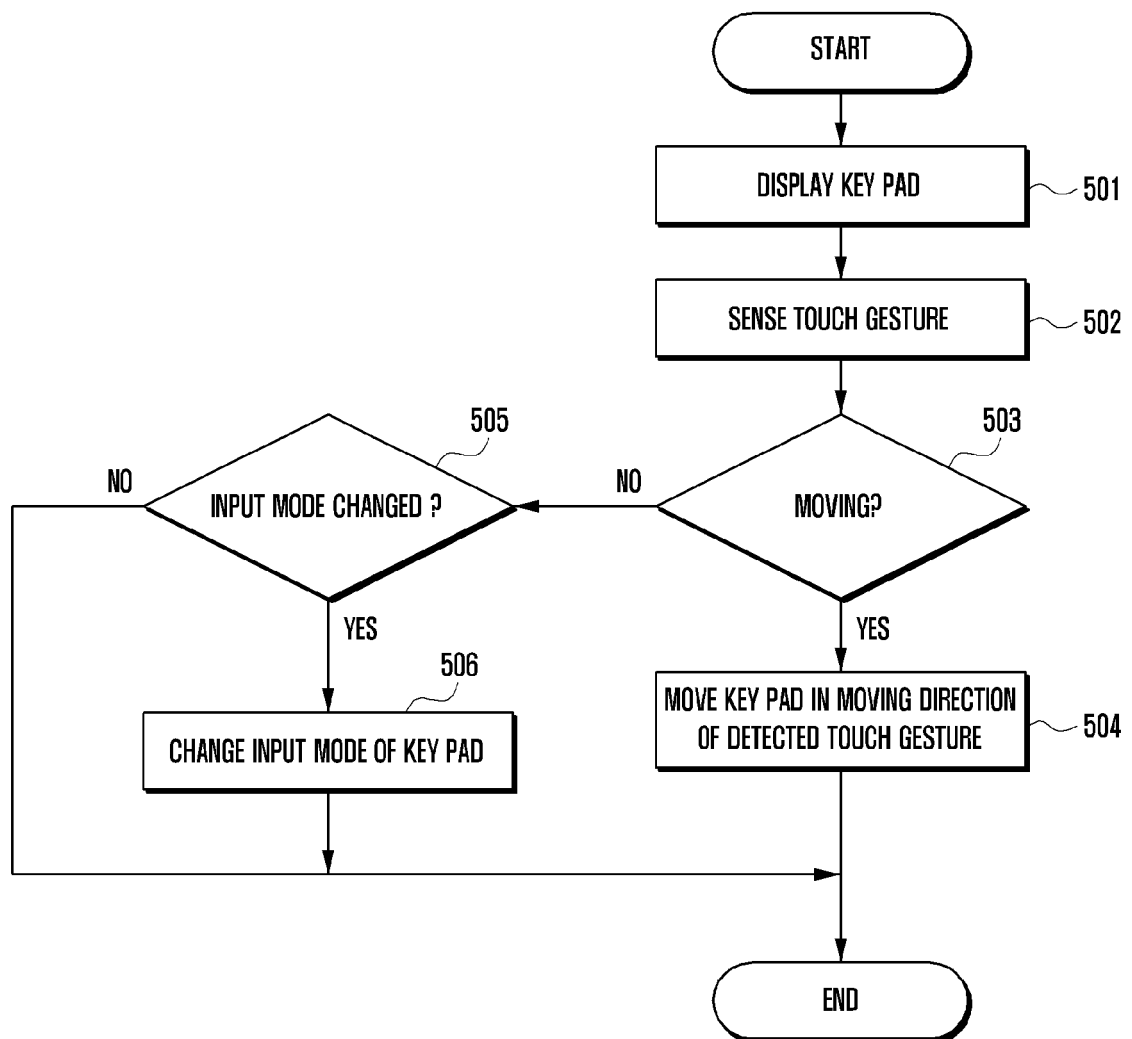 START
DISPLAY KEY PAD
501
SENSE TOUCH GESTURE
502
505
503
NO
INPUT MODE CHANGED ?
NO
MOVING?
YES
YES
506
MOVE KEY PAD IN MOVING DIRECTION
OF DETECTED TOUCH GESTURE
504
CHANGE INPUT MODE OF KEY PAD
END